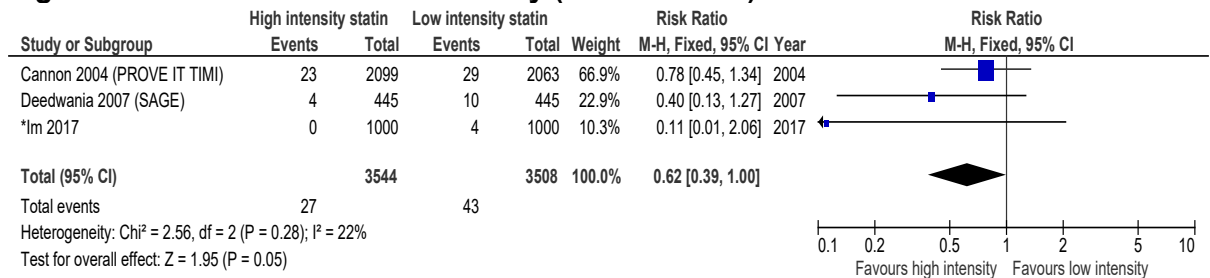 High intensity statin Low intensity statin Risk Ratio Risk Ratio
Study or Subgroup Events Total Events Total Weight M-H, Fixed, 95% CI Year M-H, Fixed, 95% CI
Cannon 2004 (PROVE IT TIMI) 23 2099 29 2063 66.9% 0.78 [0.45, 1.34] 2004
Deedwania 2007 (SAGE) 4 445 10 445 22.9% 0.40 [0.13, 1.27] 2007
*Im 2017 0 1000 4 1000 10.3% 0.11 [0.01, 2.06] 2017
Total (95% CI) 3544 3508 100.0% 0.62 [0.39, 1.00]
Total events 27 43
Heterogeneity: Chi² = 2.56, df = 2 (P = 0.28); I² = 22%
Test for overall effect: Z = 1.95 (P = 0.05)
0.1 0.2 0.5 1 2 5 10
Favours high intensity Favours low intensity